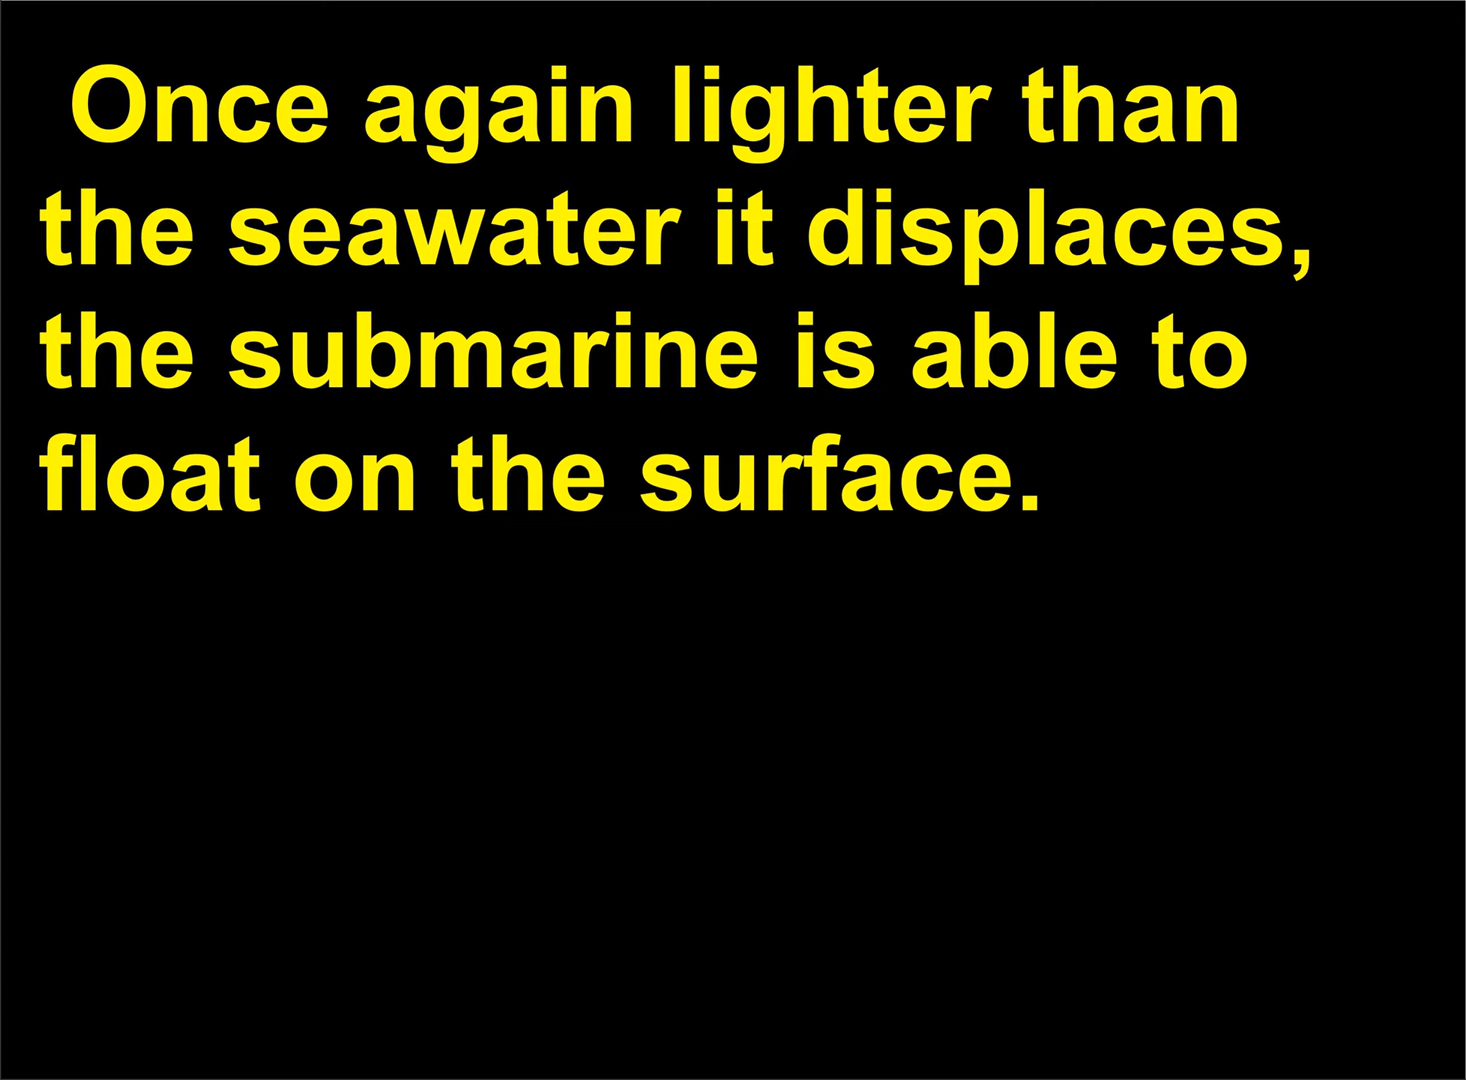 Once again lighter than
the seawater it displaces,
the submarine is able to
float on the surface.